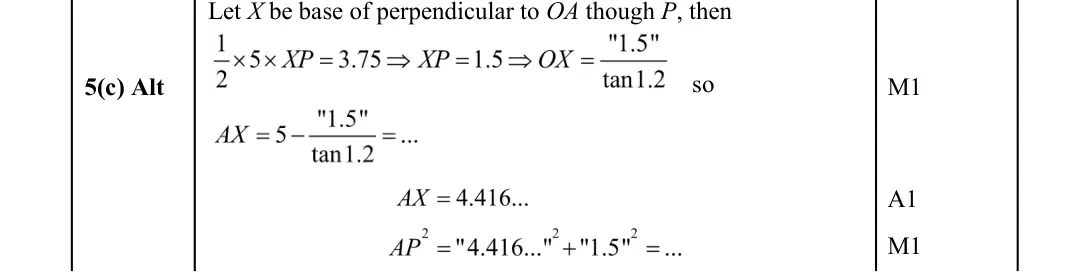 Let X be base of perpendicular to OA though P, then
1/2 × 5 × XP = 3.75 ⇒ XP = 1.5 ⇒ OX = "1.5"/tan 1.2 so
5(c) Alt M1
AX = 5 − "1.5"/tan 1.2 = ...
AX = 4.416... A1
AP² = "4.416..."² + "1.5"² = ... M1